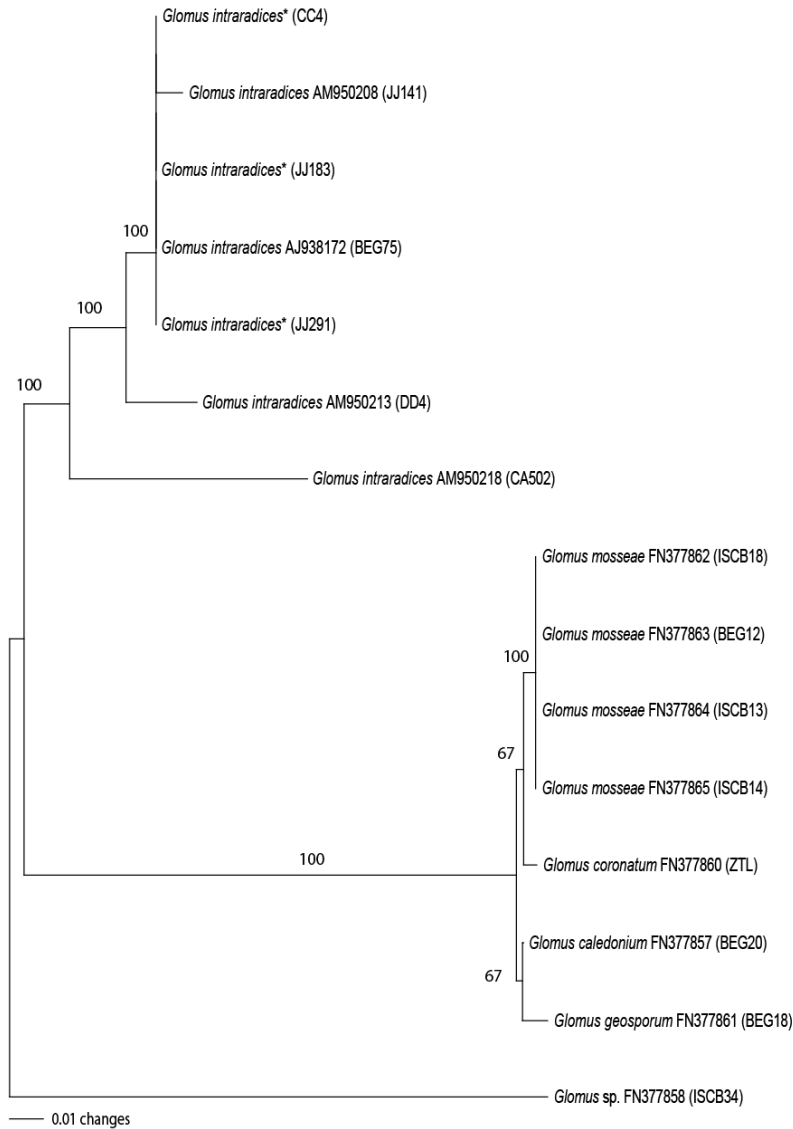 Glomus intraradices* (CC4)
Glomus intraradices AM950208 (JJ141)
Glomus intraradices* (JJ183)
100
Glomus intraradices AJ938172 (BEG75)
100
Glomus intraradices* (JJ291)
100
Glomus intraradices AM950213 (DD4)
Glomus intraradices AM950218 (CA502)
Glomus mosseae FN377862 (ISCB18)
Glomus mosseae FN377863 (BEG12)
100
Glomus mosseae FN377864 (ISCB13)
67
Glomus mosseae FN377865 (ISCB14)
100
Glomus coronatum FN377860 (ZTL)
Glomus caledonium FN377857 (BEG20)
67
Glomus geosporum FN377861 (BEG18)
Glomus sp. FN377858 (ISCB34)
0.01 changes